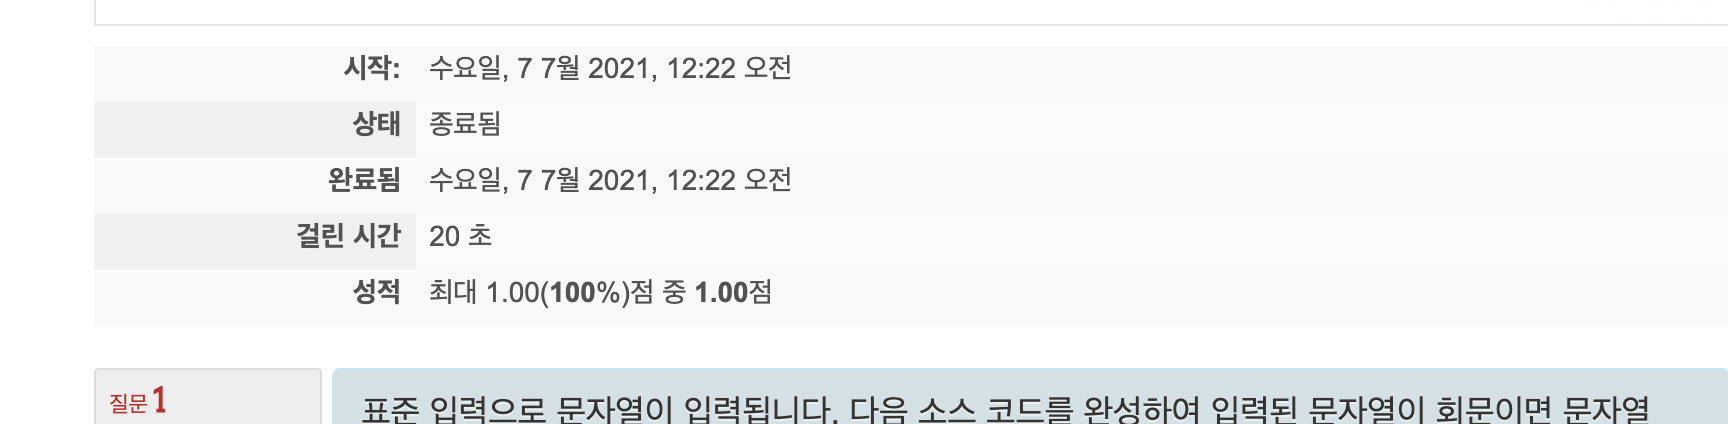 시작: 수요일, 7 7월 2021, 12:22 오전
상태 종료됨
완료됨 수요일, 7 7월 2021, 12:22 오전
걸린 시간 20 초
성적 최대 1.00(100%)점 중 1.00점
질문 1
표준 입력으로 문자열이 입력됩니다. 다음 소스 코드를 완성하여 입력된 문자열이 회문이면 문자열